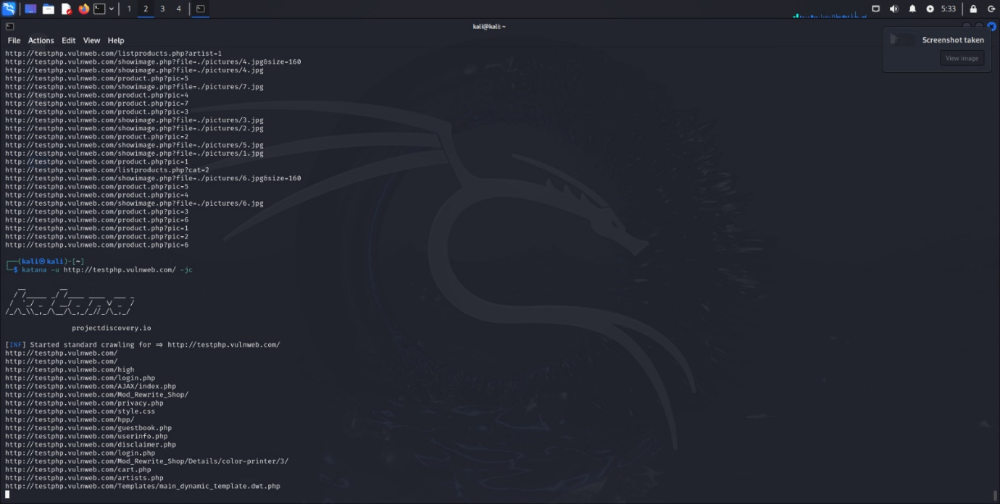 1 2 3 4
5:33
kali@kali: ~
File Actions Edit View Help
Screenshot taken
View image
http://testphp.vulnweb.com/listproducts.php?artist=1
http://testphp.vulnweb.com/showimage.php?file=./pictures/4.jpg&size=160
http://testphp.vulnweb.com/showimage.php?file=./pictures/4.jpg
http://testphp.vulnweb.com/product.php?pic=5
http://testphp.vulnweb.com/showimage.php?file=./pictures/7.jpg
http://testphp.vulnweb.com/product.php?pic=4
http://testphp.vulnweb.com/product.php?pic=7
http://testphp.vulnweb.com/product.php?pic=3
http://testphp.vulnweb.com/showimage.php?file=./pictures/3.jpg
http://testphp.vulnweb.com/showimage.php?file=./pictures/2.jpg
http://testphp.vulnweb.com/product.php?pic=2
http://testphp.vulnweb.com/showimage.php?file=./pictures/5.jpg
http://testphp.vulnweb.com/showimage.php?file=./pictures/1.jpg
http://testphp.vulnweb.com/product.php?pic=1
http://testphp.vulnweb.com/listproducts.php?cat=2
http://testphp.vulnweb.com/showimage.php?file=./pictures/6.jpg&size=160
http://testphp.vulnweb.com/product.php?pic=5
http://testphp.vulnweb.com/product.php?pic=4
http://testphp.vulnweb.com/showimage.php?file=./pictures/6.jpg
http://testphp.vulnweb.com/product.php?pic=3
http://testphp.vulnweb.com/product.php?pic=6
http://testphp.vulnweb.com/product.php?pic=1
http://testphp.vulnweb.com/product.php?pic=2
http://testphp.vulnweb.com/product.php?pic=6
┌──(kali㉿kali)-[~]
└─$ katana -u http://testphp.vulnweb.com/ -jc
katana
projectdiscovery.io
[INF] Started standard crawling for => http://testphp.vulnweb.com/
http://testphp.vulnweb.com/
http://testphp.vulnweb.com/
http://testphp.vulnweb.com/high
http://testphp.vulnweb.com/login.php
http://testphp.vulnweb.com/AJAX/index.php
http://testphp.vulnweb.com/Mod_Rewrite_Shop/
http://testphp.vulnweb.com/privacy.php
http://testphp.vulnweb.com/style.css
http://testphp.vulnweb.com/hpp/
http://testphp.vulnweb.com/guestbook.php
http://testphp.vulnweb.com/userinfo.php
http://testphp.vulnweb.com/disclaimer.php
http://testphp.vulnweb.com/login.php
http://testphp.vulnweb.com/Mod_Rewrite_Shop/Details/color-printer/3/
http://testphp.vulnweb.com/cart.php
http://testphp.vulnweb.com/artists.php
http://testphp.vulnweb.com/Templates/main_dynamic_template.dwt.php